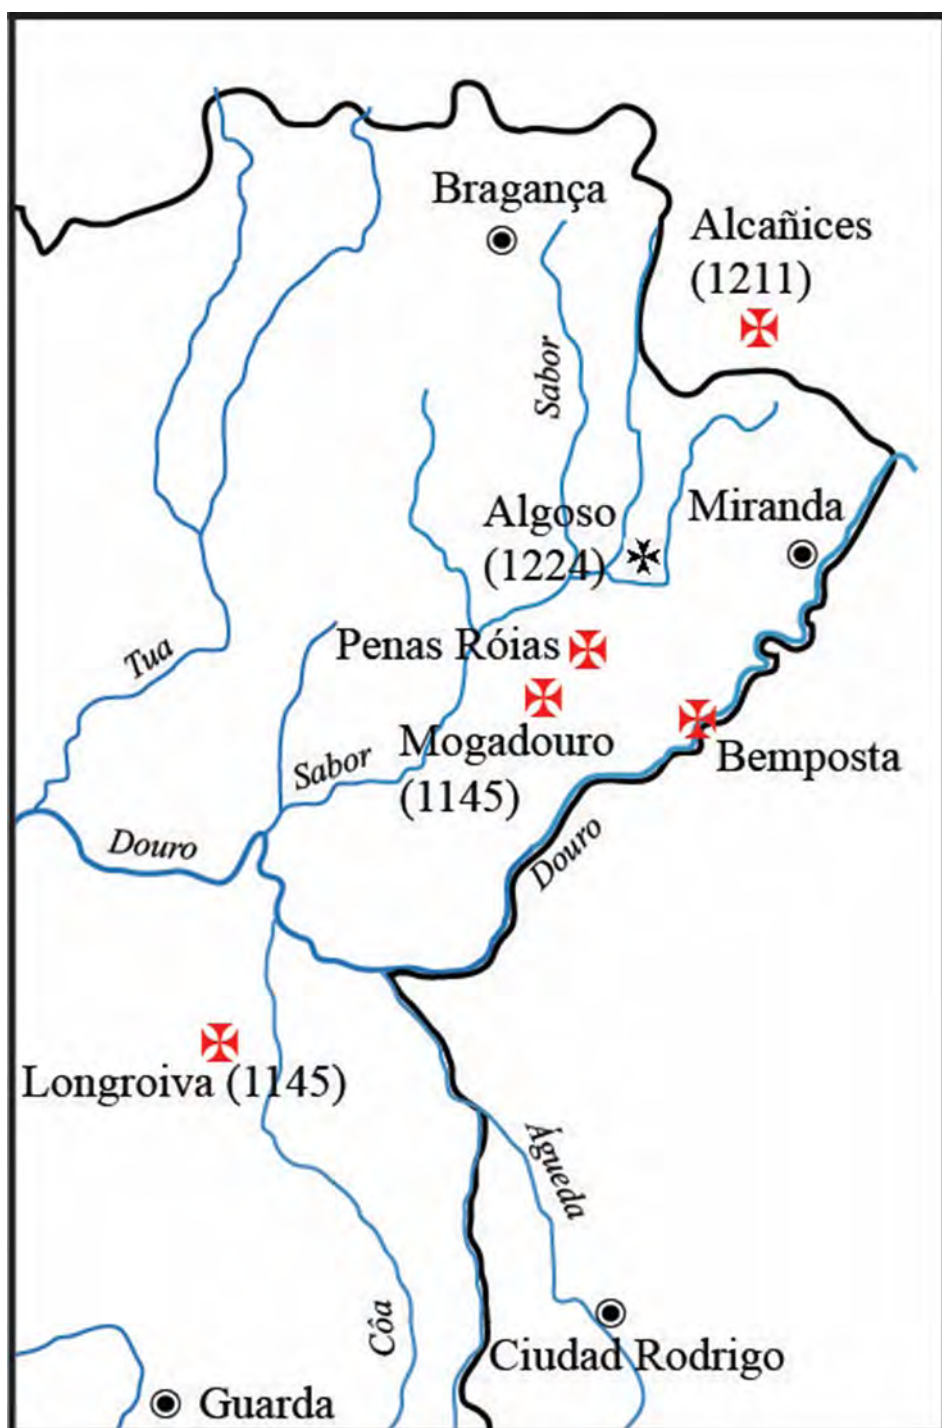 Bragança
Alcañices
(1211)
Sabor
Algoso
(1224)
Miranda
Tua
Penas Róias
Mogadouro
(1145)
Sabor
Bemposta
Douro
Douro
Longroiva (1145)
Águeda
Côa
Ciudad Rodrigo
Guarda